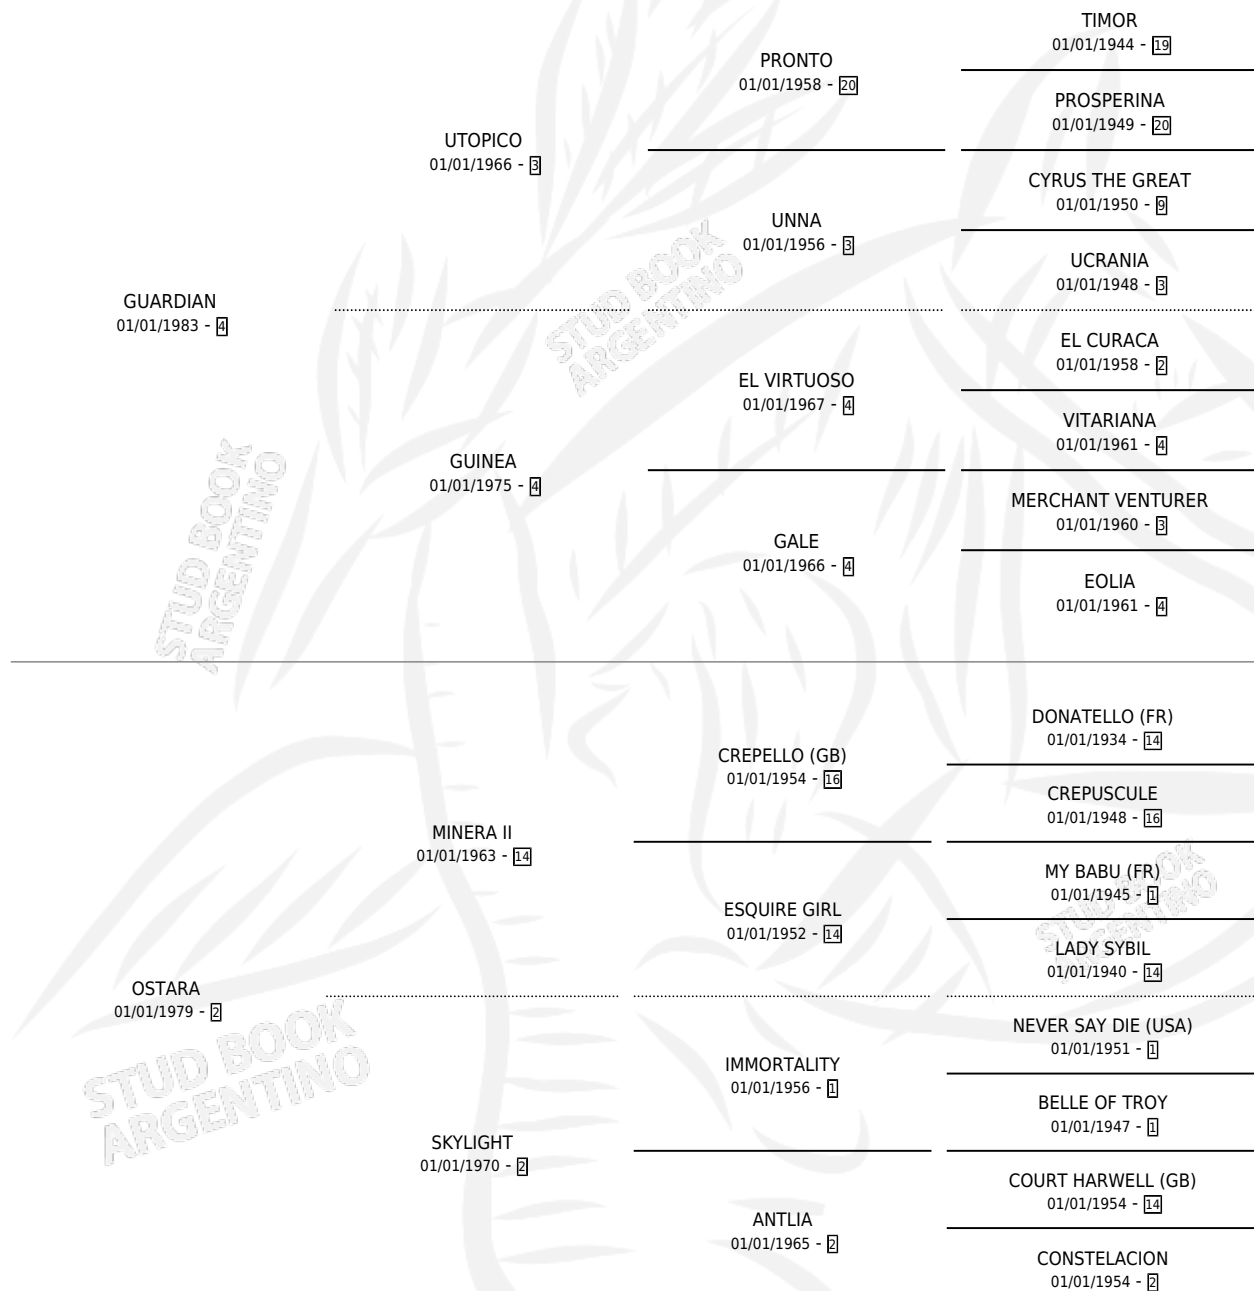 TIMOR
01/01/1944 - 19
PRONTO
01/01/1958 - 20
PROSPERINA
01/01/1949 - 20
UTOPICO
01/01/1966 - 3
CYRUS THE GREAT
01/01/1950 - 9
UNNA
01/01/1956 - 3
UCRANIA
01/01/1948 - 3
GUARDIAN
01/01/1983 - 4
EL CURACA
01/01/1958 - 2
EL VIRTUOSO
01/01/1967 - 4
VITARIANA
01/01/1961 - 4
GUINEA
01/01/1975 - 4
MERCHANT VENTURER
01/01/1960 - 3
GALE
01/01/1966 - 4
EOLIA
01/01/1961 - 4
DONATELLO (FR)
01/01/1934 - 14
CREPELLO (GB)
01/01/1954 - 16
CREPUSCULE
01/01/1948 - 16
MINERA II
01/01/1963 - 14
MY BABU (FR)
01/01/1945 - 1
ESQUIRE GIRL
01/01/1952 - 14
LADY SYBIL
01/01/1940 - 14
OSTARA
01/01/1979 - 2
NEVER SAY DIE (USA)
01/01/1951 - 1
IMMORTALITY
01/01/1956 - 1
BELLE OF TROY
01/01/1947 - 1
SKYLIGHT
01/01/1970 - 2
COURT HARWELL (GB)
01/01/1954 - 14
ANTLIA
01/01/1965 - 2
CONSTELACION
01/01/1954 - 2
STUD BOOK
ARGENTINO
STUD BOOK
ARGENTINO
STUD BOOK
ARGENTINO
STUD BOOK
ARGENTINO